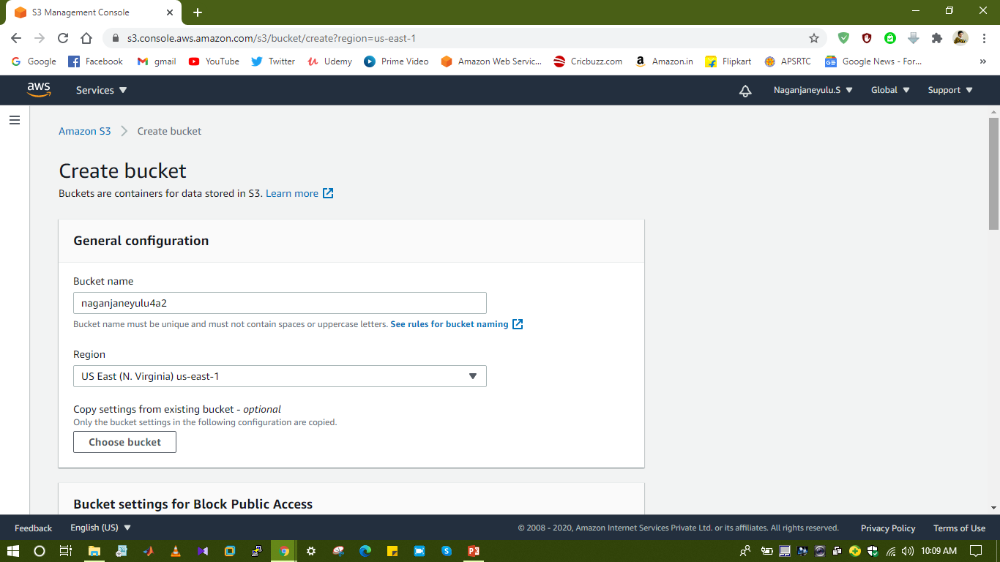 S3 Management Console
s3.console.aws.amazon.com/s3/bucket/create?region=us-east-1
Google Facebook gmail YouTube Twitter Udemy Prime Video Amazon Web Servic... Cricbuzz.com Amazon.in Flipkart APSRTC Google News - For...
aws Services Naganjaneyulu.S Global Support
Amazon S3 Create bucket
Create bucket
Buckets are containers for data stored in S3. Learn more
General configuration
Bucket name
naganjaneyulu4a2
Bucket name must be unique and must not contain spaces or uppercase letters. See rules for bucket naming
Region
US East (N. Virginia) us-east-1
Copy settings from existing bucket - optional
Only the bucket settings in the following configuration are copied.
Choose bucket
Bucket settings for Block Public Access
Feedback English (US) © 2008 - 2020, Amazon Internet Services Private Ltd. or its affiliates. All rights reserved. Privacy Policy Terms of Use
10:09 AM